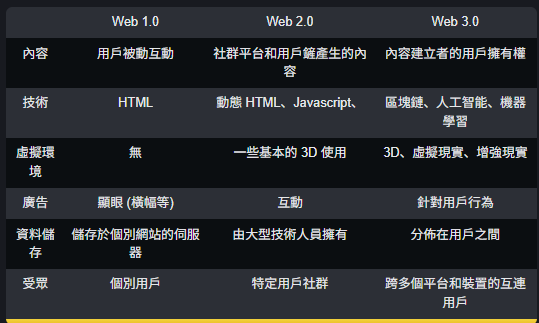 Web 1.0 Web 2.0 Web 3.0
內容 用戶被動互動 社群平台和用戶鏟產生的內容 內容建立者的用戶擁有權
技術 HTML 動態 HTML、Javascript、 區塊鏈、人工智能、機器學習
虛擬環境 無 一些基本的 3D 使用 3D、虛擬現實、增強現實
廣告 顯眼 (橫幅等) 互動 針對用戶行為
資料儲存 儲存於個別網站的伺服器 由大型技術人員擁有 分佈在用戶之間
受眾 個別用戶 特定用戶社群 跨多個平台和裝置的互連用戶